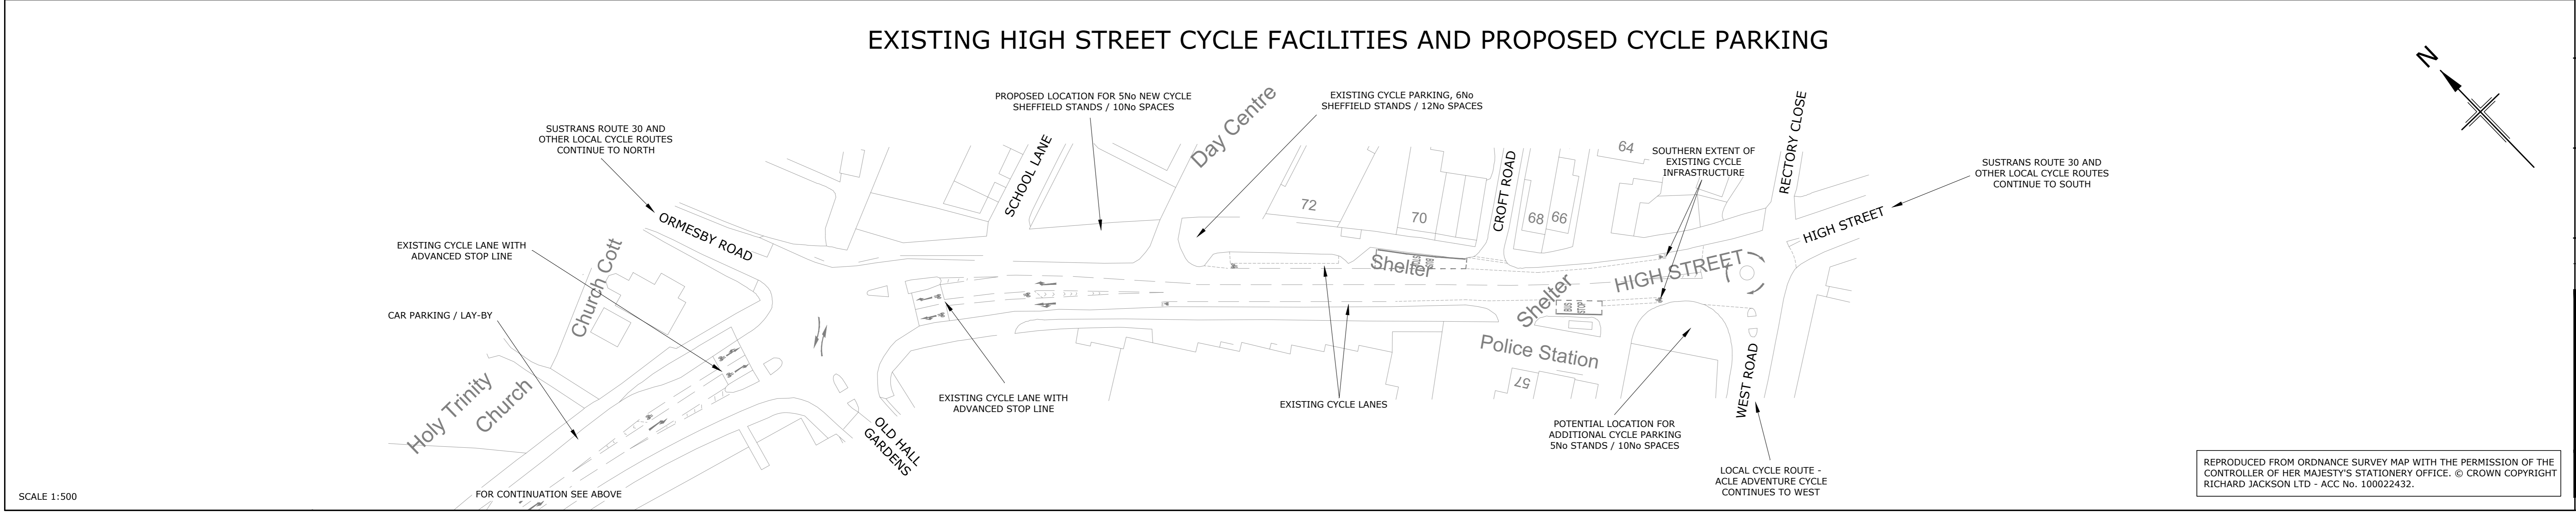 EXISTING HIGH STREET CYCLE FACILITIES AND PROPOSED CYCLE PARKING
N
SUSTRANS ROUTE 30 AND
OTHER LOCAL CYCLE ROUTES
CONTINUE TO NORTH
PROPOSED LOCATION FOR 5No NEW CYCLE
SHEFFIELD STANDS / 10No SPACES
EXISTING CYCLE PARKING, 6No
SHEFFIELD STANDS / 12No SPACES
SOUTHERN EXTENT OF
EXISTING CYCLE
INFRASTRUCTURE
SUSTRANS ROUTE 30 AND
OTHER LOCAL CYCLE ROUTES
CONTINUE TO SOUTH
ORMESBY ROAD
SCHOOL LANE
Day Centre
72
70
CROFT ROAD
68
66
64
RECTORY CLOSE
HIGH STREET
EXISTING CYCLE LANE WITH
ADVANCED STOP LINE
Church Cott
CAR PARKING / LAY-BY
Holy Trinity
Church
Shelter
BUS
STOP
HIGH STREET
Shelter
BUS
STOP
Police Station
57
WEST ROAD
OLD HALL
GARDENS
EXISTING CYCLE LANE WITH
ADVANCED STOP LINE
EXISTING CYCLE LANES
POTENTIAL LOCATION FOR
ADDITIONAL CYCLE PARKING
5No STANDS / 10No SPACES
LOCAL CYCLE ROUTE -
ACLE ADVENTURE CYCLE
CONTINUES TO WEST
FOR CONTINUATION SEE ABOVE
SCALE 1:500
REPRODUCED FROM ORDNANCE SURVEY MAP WITH THE PERMISSION OF THE
CONTROLLER OF HER MAJESTY'S STATIONERY OFFICE. © CROWN COPYRIGHT
RICHARD JACKSON LTD - ACC No. 100022432.